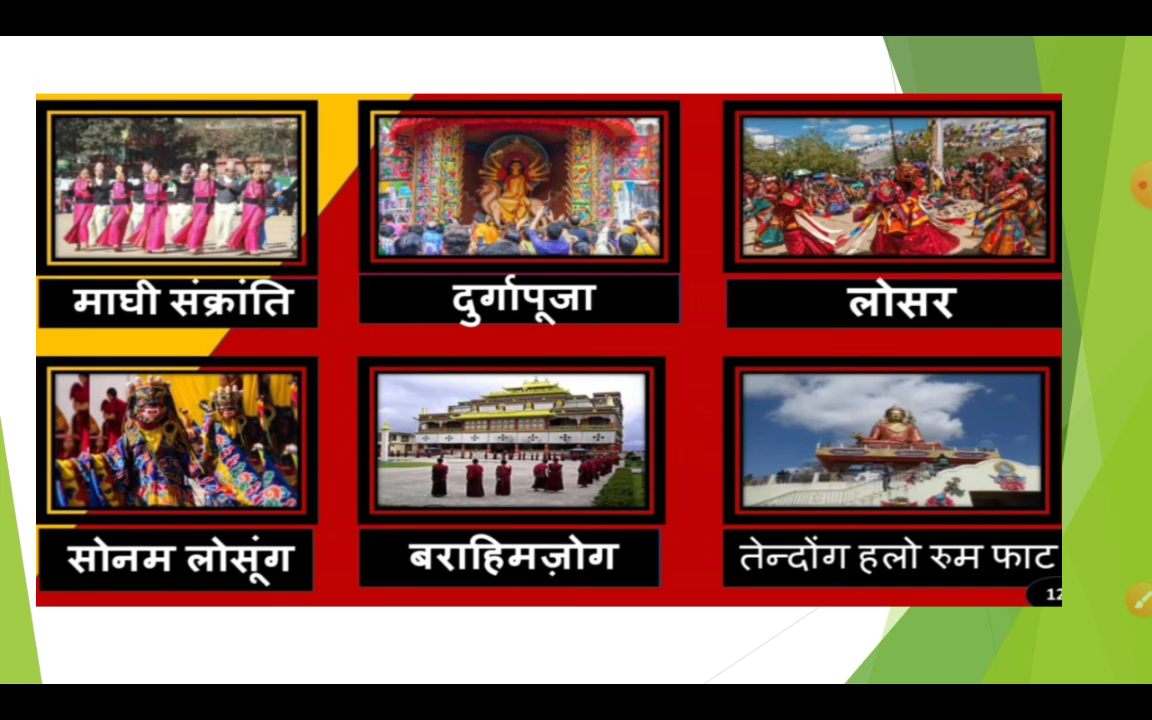 माघी संक्रांति
दुर्गापूजा
लोसर
सोनम लोसूंग
बराहिमज़ोग
तेन्दोंग हलो रुम फाट
12